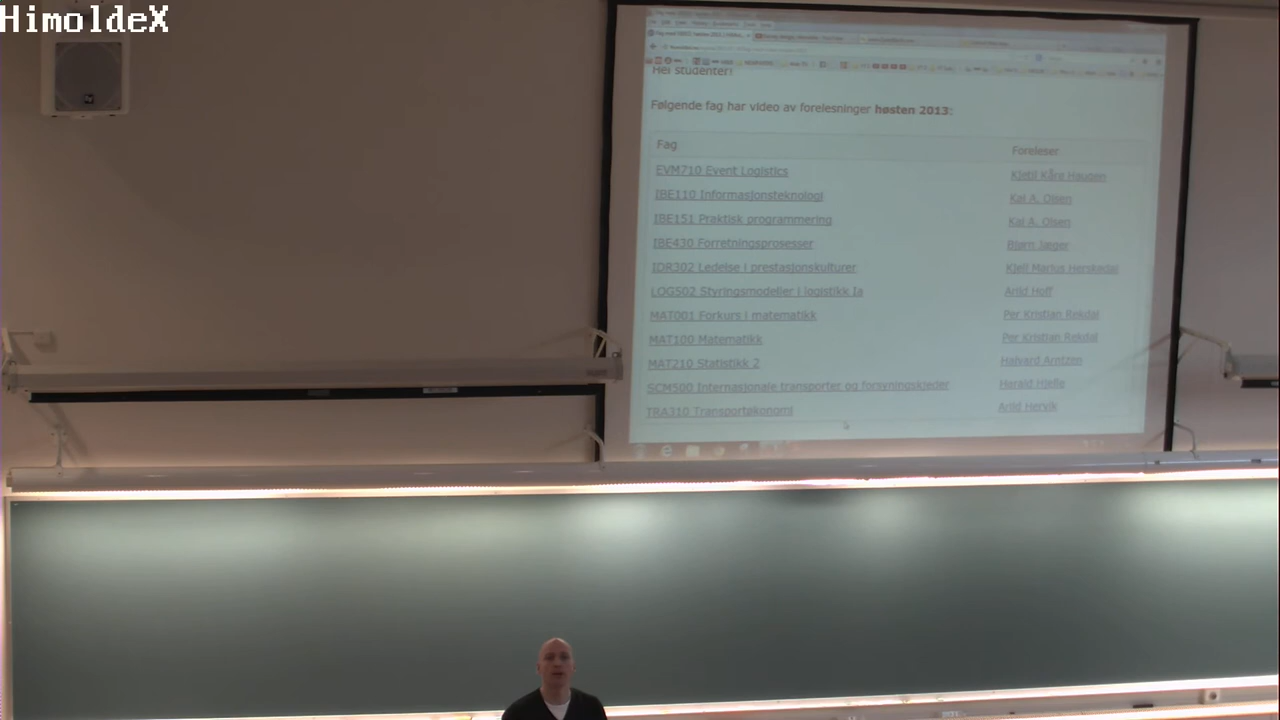 HimoldeX
Hei studenter!
Følgende fag har video av forelesninger høsten 2013:
Fag Foreleser
EVM710 Event Logistics Kjetil Kåre Haugen
IBE110 Informasjonsteknologi Kai A. Olsen
IBE151 Praktisk programmering Kai A. Olsen
IBE430 Forretningsprosesser Bjørn Jæger
IDR302 Ledelse i prestasjonskulturer Kjell Marius Herskedal
LOG502 Styringsmodeller i logistikk Ia Arild Hoff
MAT001 Forkurs i matematikk Per Kristian Rekdal
MAT100 Matematikk Per Kristian Rekdal
MAT210 Statistikk 2 Halvard Arntzen
SCM500 Internasjonale transporter og forsyningskjeder Harald Hjelle
TRA310 Transportøkonomi Arild Hervik